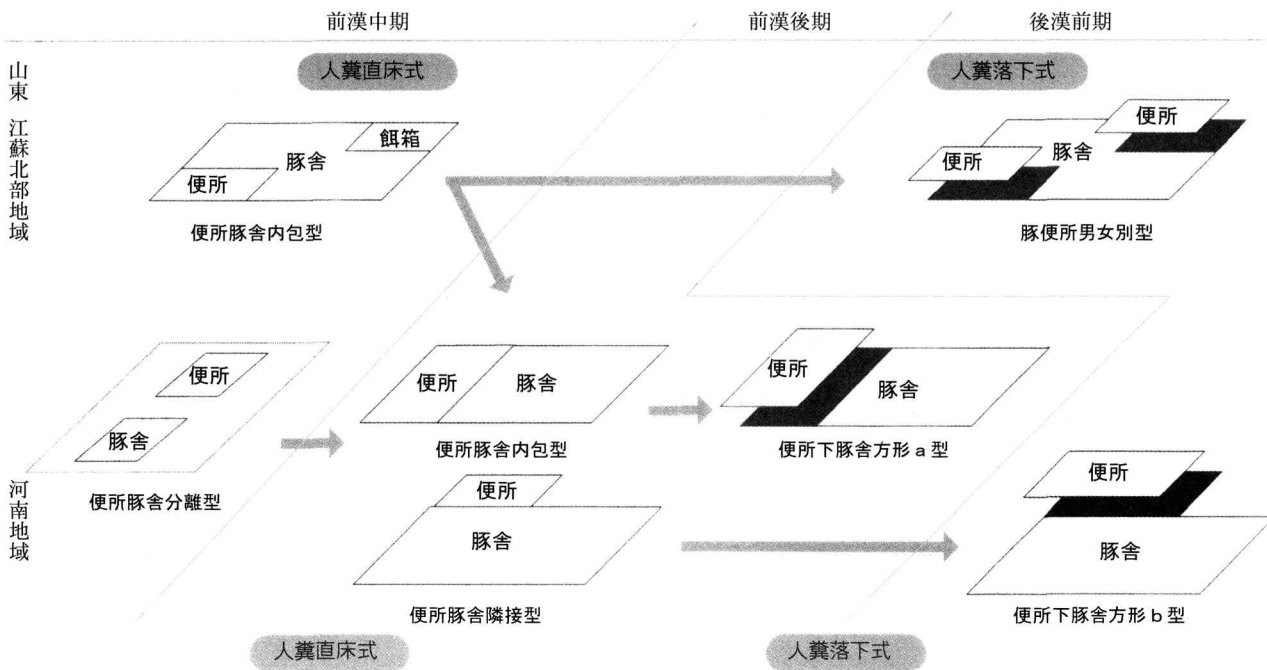 前漢中期
前漢後期
後漢前期
山東 江蘇北部地域
人糞直床式
人糞落下式
餌箱
豚舎
便所
便所豚舎内包型
便所
便所
豚舎
豚便所男女別型
河南地域
便所
豚舎
便所豚舎分離型
便所
豚舎
便所豚舎内包型
便所
豚舎
便所下豚舎方形a型
便所
豚舎
便所豚舎隣接型
便所
豚舎
便所下豚舎方形b型
人糞直床式
人糞落下式